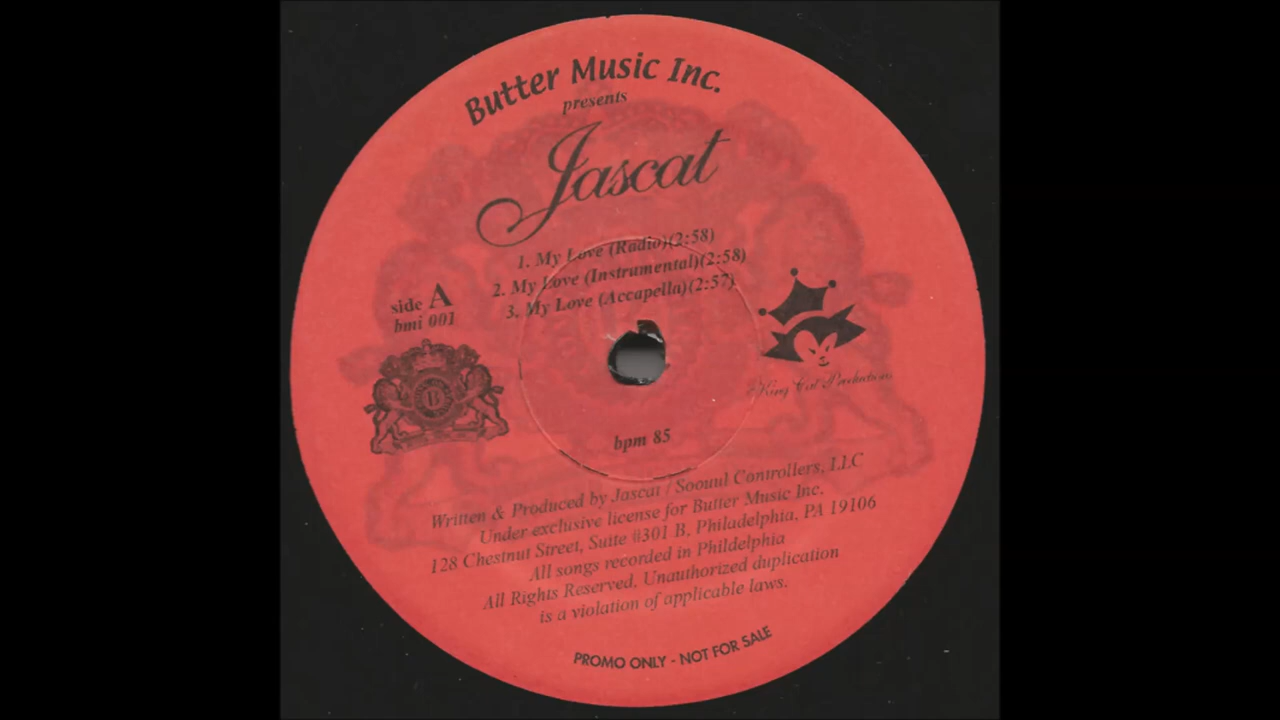 Butter Music Inc.
presents
Jascat
1. My Love (Radio)(2:58)
2. My Love (Instrumental)(2:58)
3. My Love (Accapella)(2:57)
side A
bmi 001
B
King Cat Productions
bpm 85
Written & Produced by Jascat / Soouul Controllers, LLC
Under exclusive license for Butter Music Inc.
128 Chestnut Street, Suite #301 B, Philadelphia, PA 19106
All songs recorded in Phildelphia
All Rights Reserved, Unauthorized duplication
is a violation of applicable laws.
PROMO ONLY - NOT FOR SALE